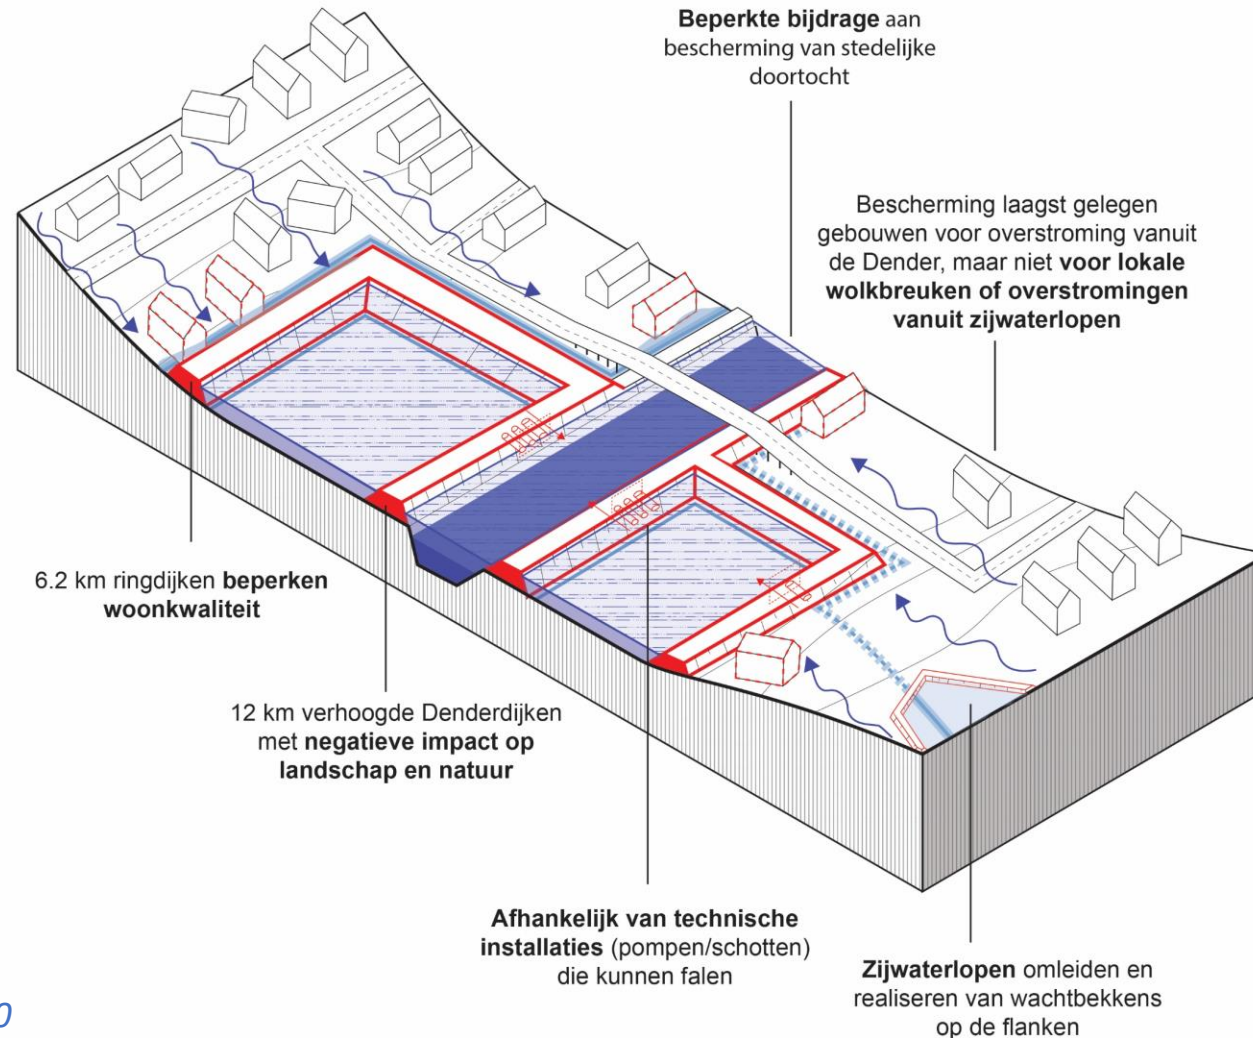 Beperkte bijdrage aan
bescherming van stedelijke
doortocht
Bescherming laagst gelegen
gebouwen voor overstroming vanuit
de Dender, maar niet voor lokale
wolkbreuken of overstromingen
vanuit zijwaterlopen
6.2 km ringdijken beperken
woonkwaliteit
12 km verhoogde Denderdijken
met negatieve impact op
landschap en natuur
Afhankelijk van technische
installaties (pompen/schotten)
die kunnen falen
Zijwaterlopen omleiden en
realiseren van wachtbekkens
op de flanken
0